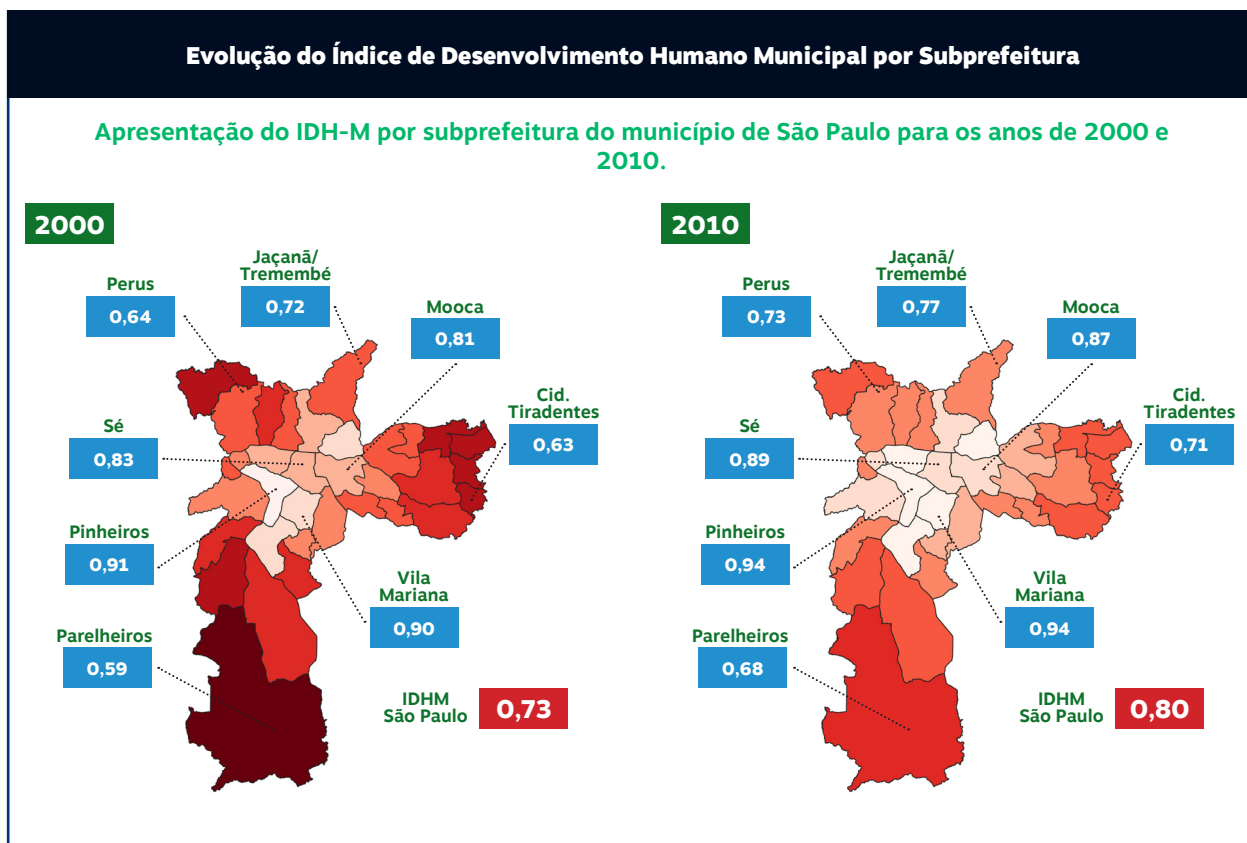 Evolução do Índice de Desenvolvimento Humano Municipal por Subprefeitura
Apresentação do IDH-M por subprefeitura do município de São Paulo para os anos de 2000 e
2010.
2000
Jaçanã/
Tremembé
0,72
Perus
0,64
Mooca
0,81
Cid.
Tiradentes
0,63
Sé
0,83
Pinheiros
0,91
Vila
Mariana
0,90
Parelheiros
0,59
IDHM
São Paulo
0,73
2010
Jaçanã/
Tremembé
0,77
Perus
0,73
Mooca
0,87
Cid.
Tiradentes
0,71
Sé
0,89
Pinheiros
0,94
Vila
Mariana
0,94
Parelheiros
0,68
IDHM
São Paulo
0,80